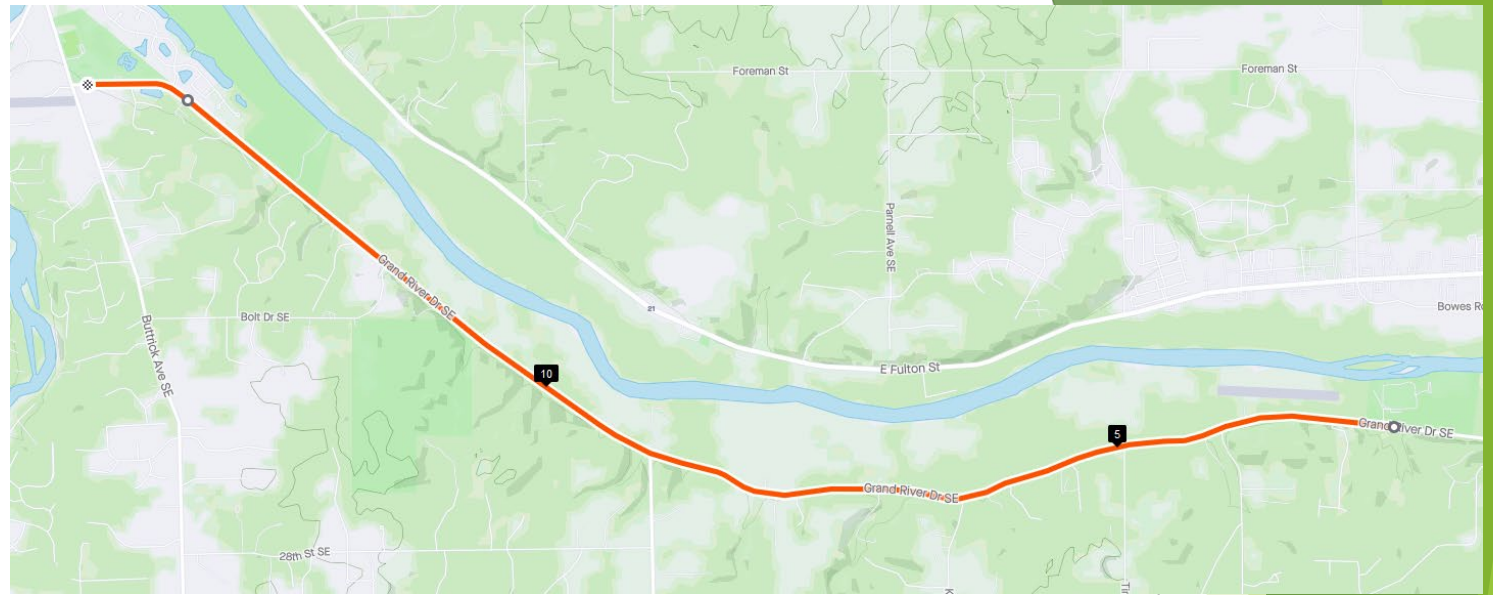 Foreman St
Foreman St
Parnell Ave SE
Grand River Dr SE
Bolt Dr SE
Bowes
21
Buttrick Ave SE
E Fulton St
10
Grand River Dr SE
5
Grand River Dr SE
28th St SE